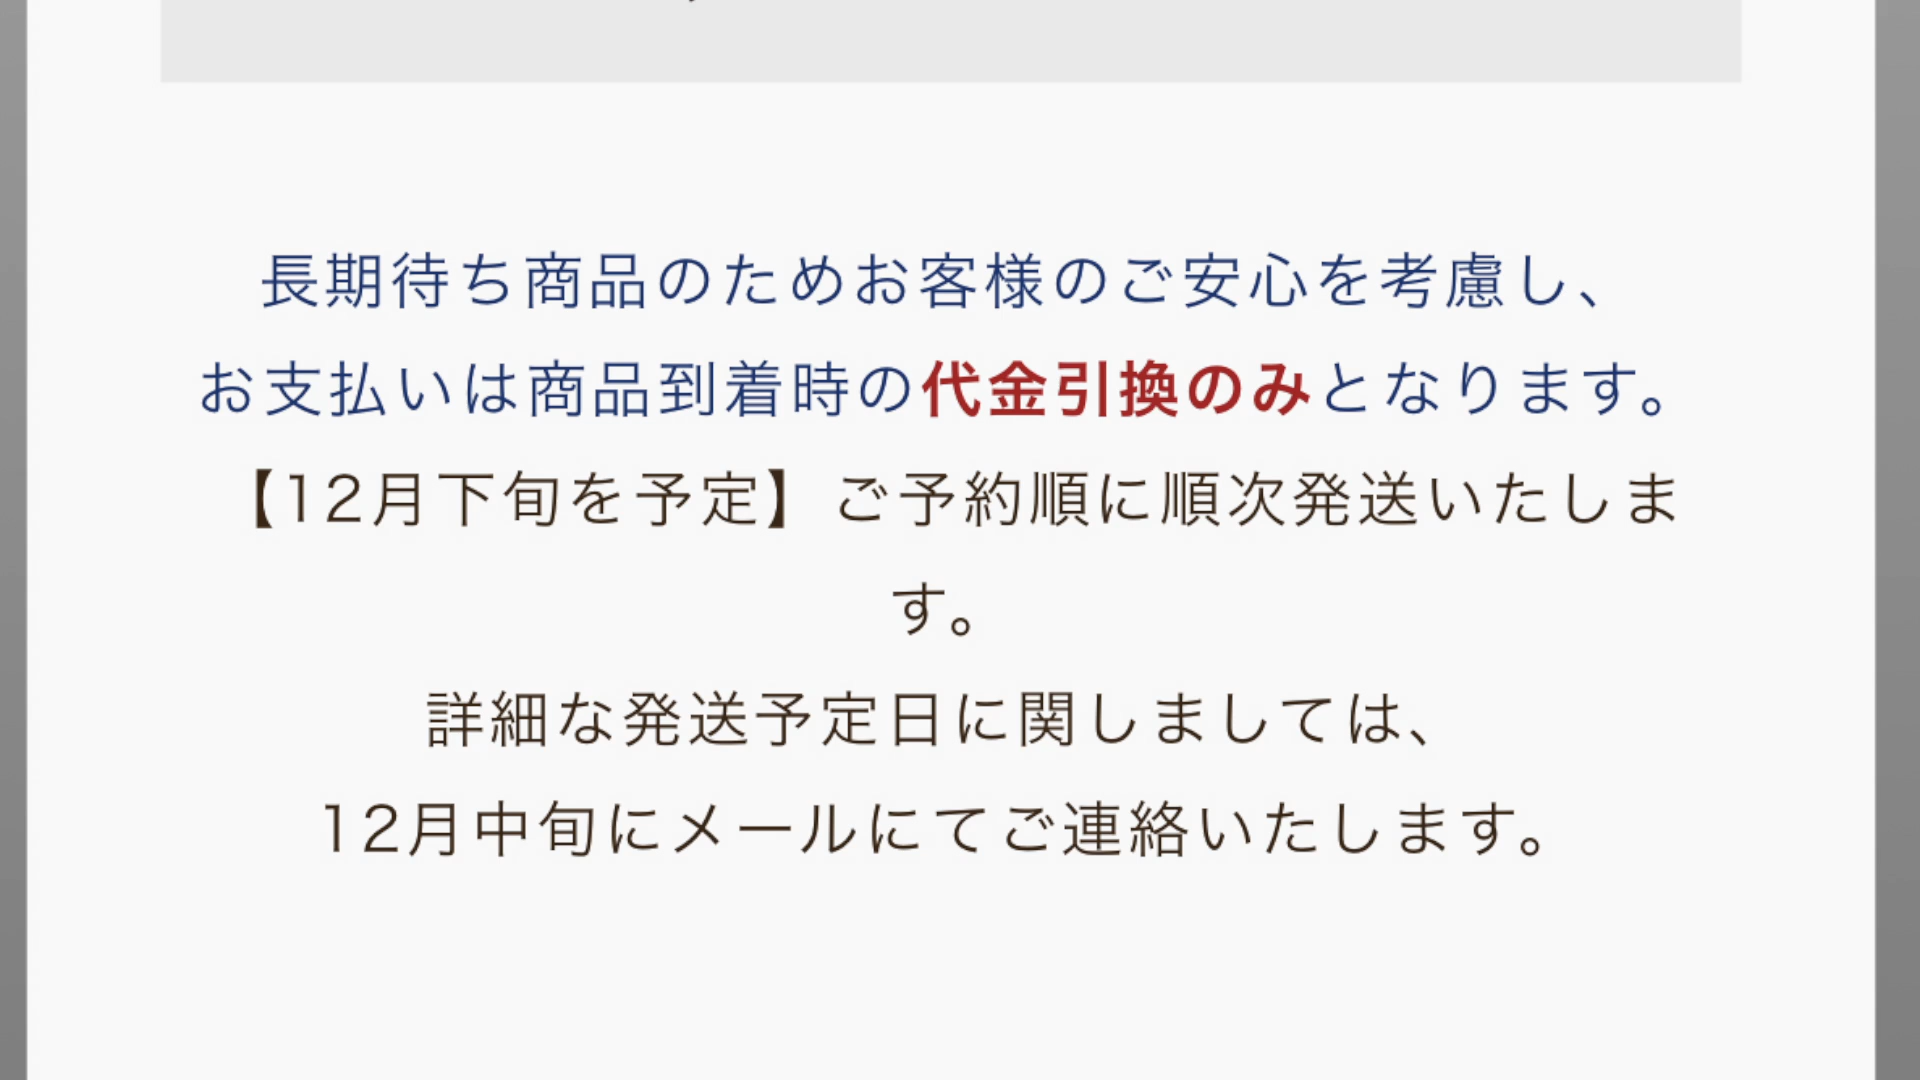 長期待ち商品のためお客様のご安心を考慮し、
お支払いは商品到着時の代金引換のみとなります。
【12月下旬を予定】ご予約順に順次発送いたしま
す。
詳細な発送予定日に関しましては、
12月中旬にメールにてご連絡いたします。